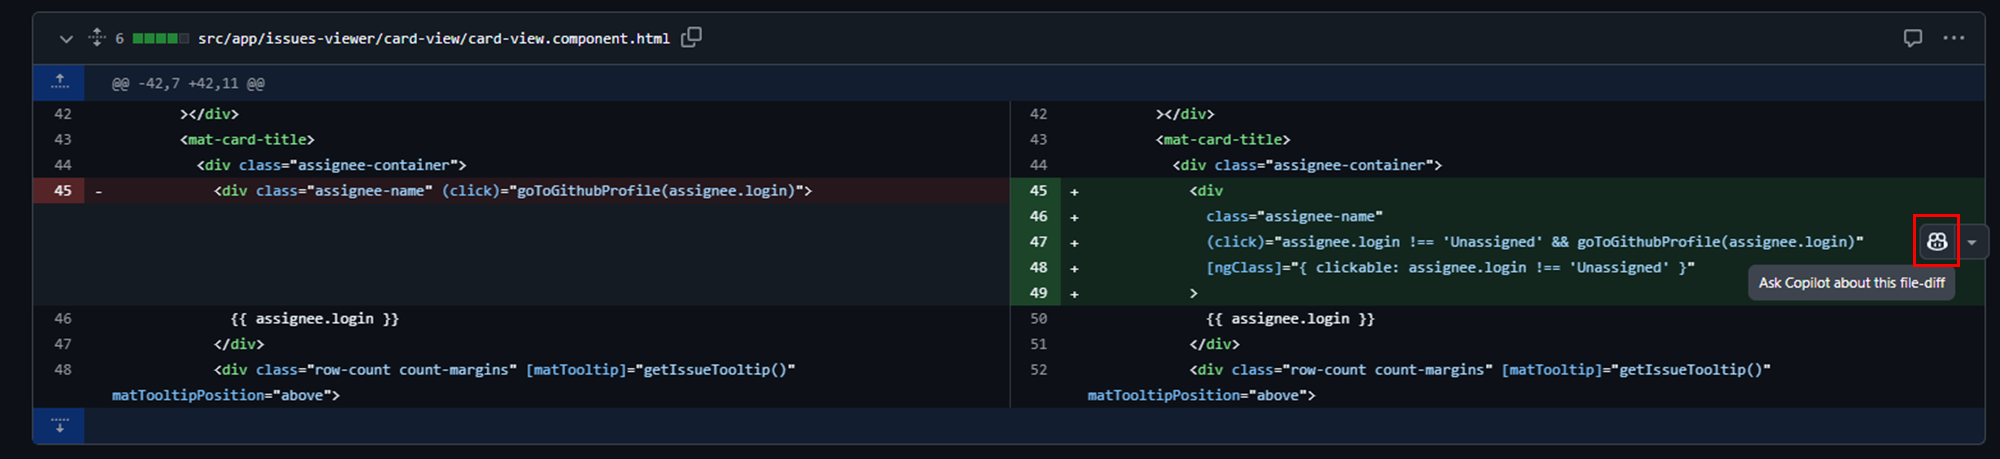 6 src/app/issues-viewer/card-view/card-view.component.html
@@ -42,7 +42,11 @@
42 ></div>
43 <mat-card-title>
44 <div class="assignee-container">
45 - <div class="assignee-name" (click)="goToGithubProfile(assignee.login)">
46 {{ assignee.login }}
47 </div>
48 <div class="row-count count-margins" [matTooltip]="getIssueTooltip()"
matTooltipPosition="above">
42 ></div>
43 <mat-card-title>
44 <div class="assignee-container">
45 + <div
46 + class="assignee-name"
47 + (click)="assignee.login !== 'Unassigned' && goToGithubProfile(assignee.login)"
48 + [ngClass]="{ clickable: assignee.login !== 'Unassigned' }"
49 + >
50 {{ assignee.login }}
51 </div>
52 <div class="row-count count-margins" [matTooltip]="getIssueTooltip()"
matTooltipPosition="above">
Ask Copilot about this file-diff